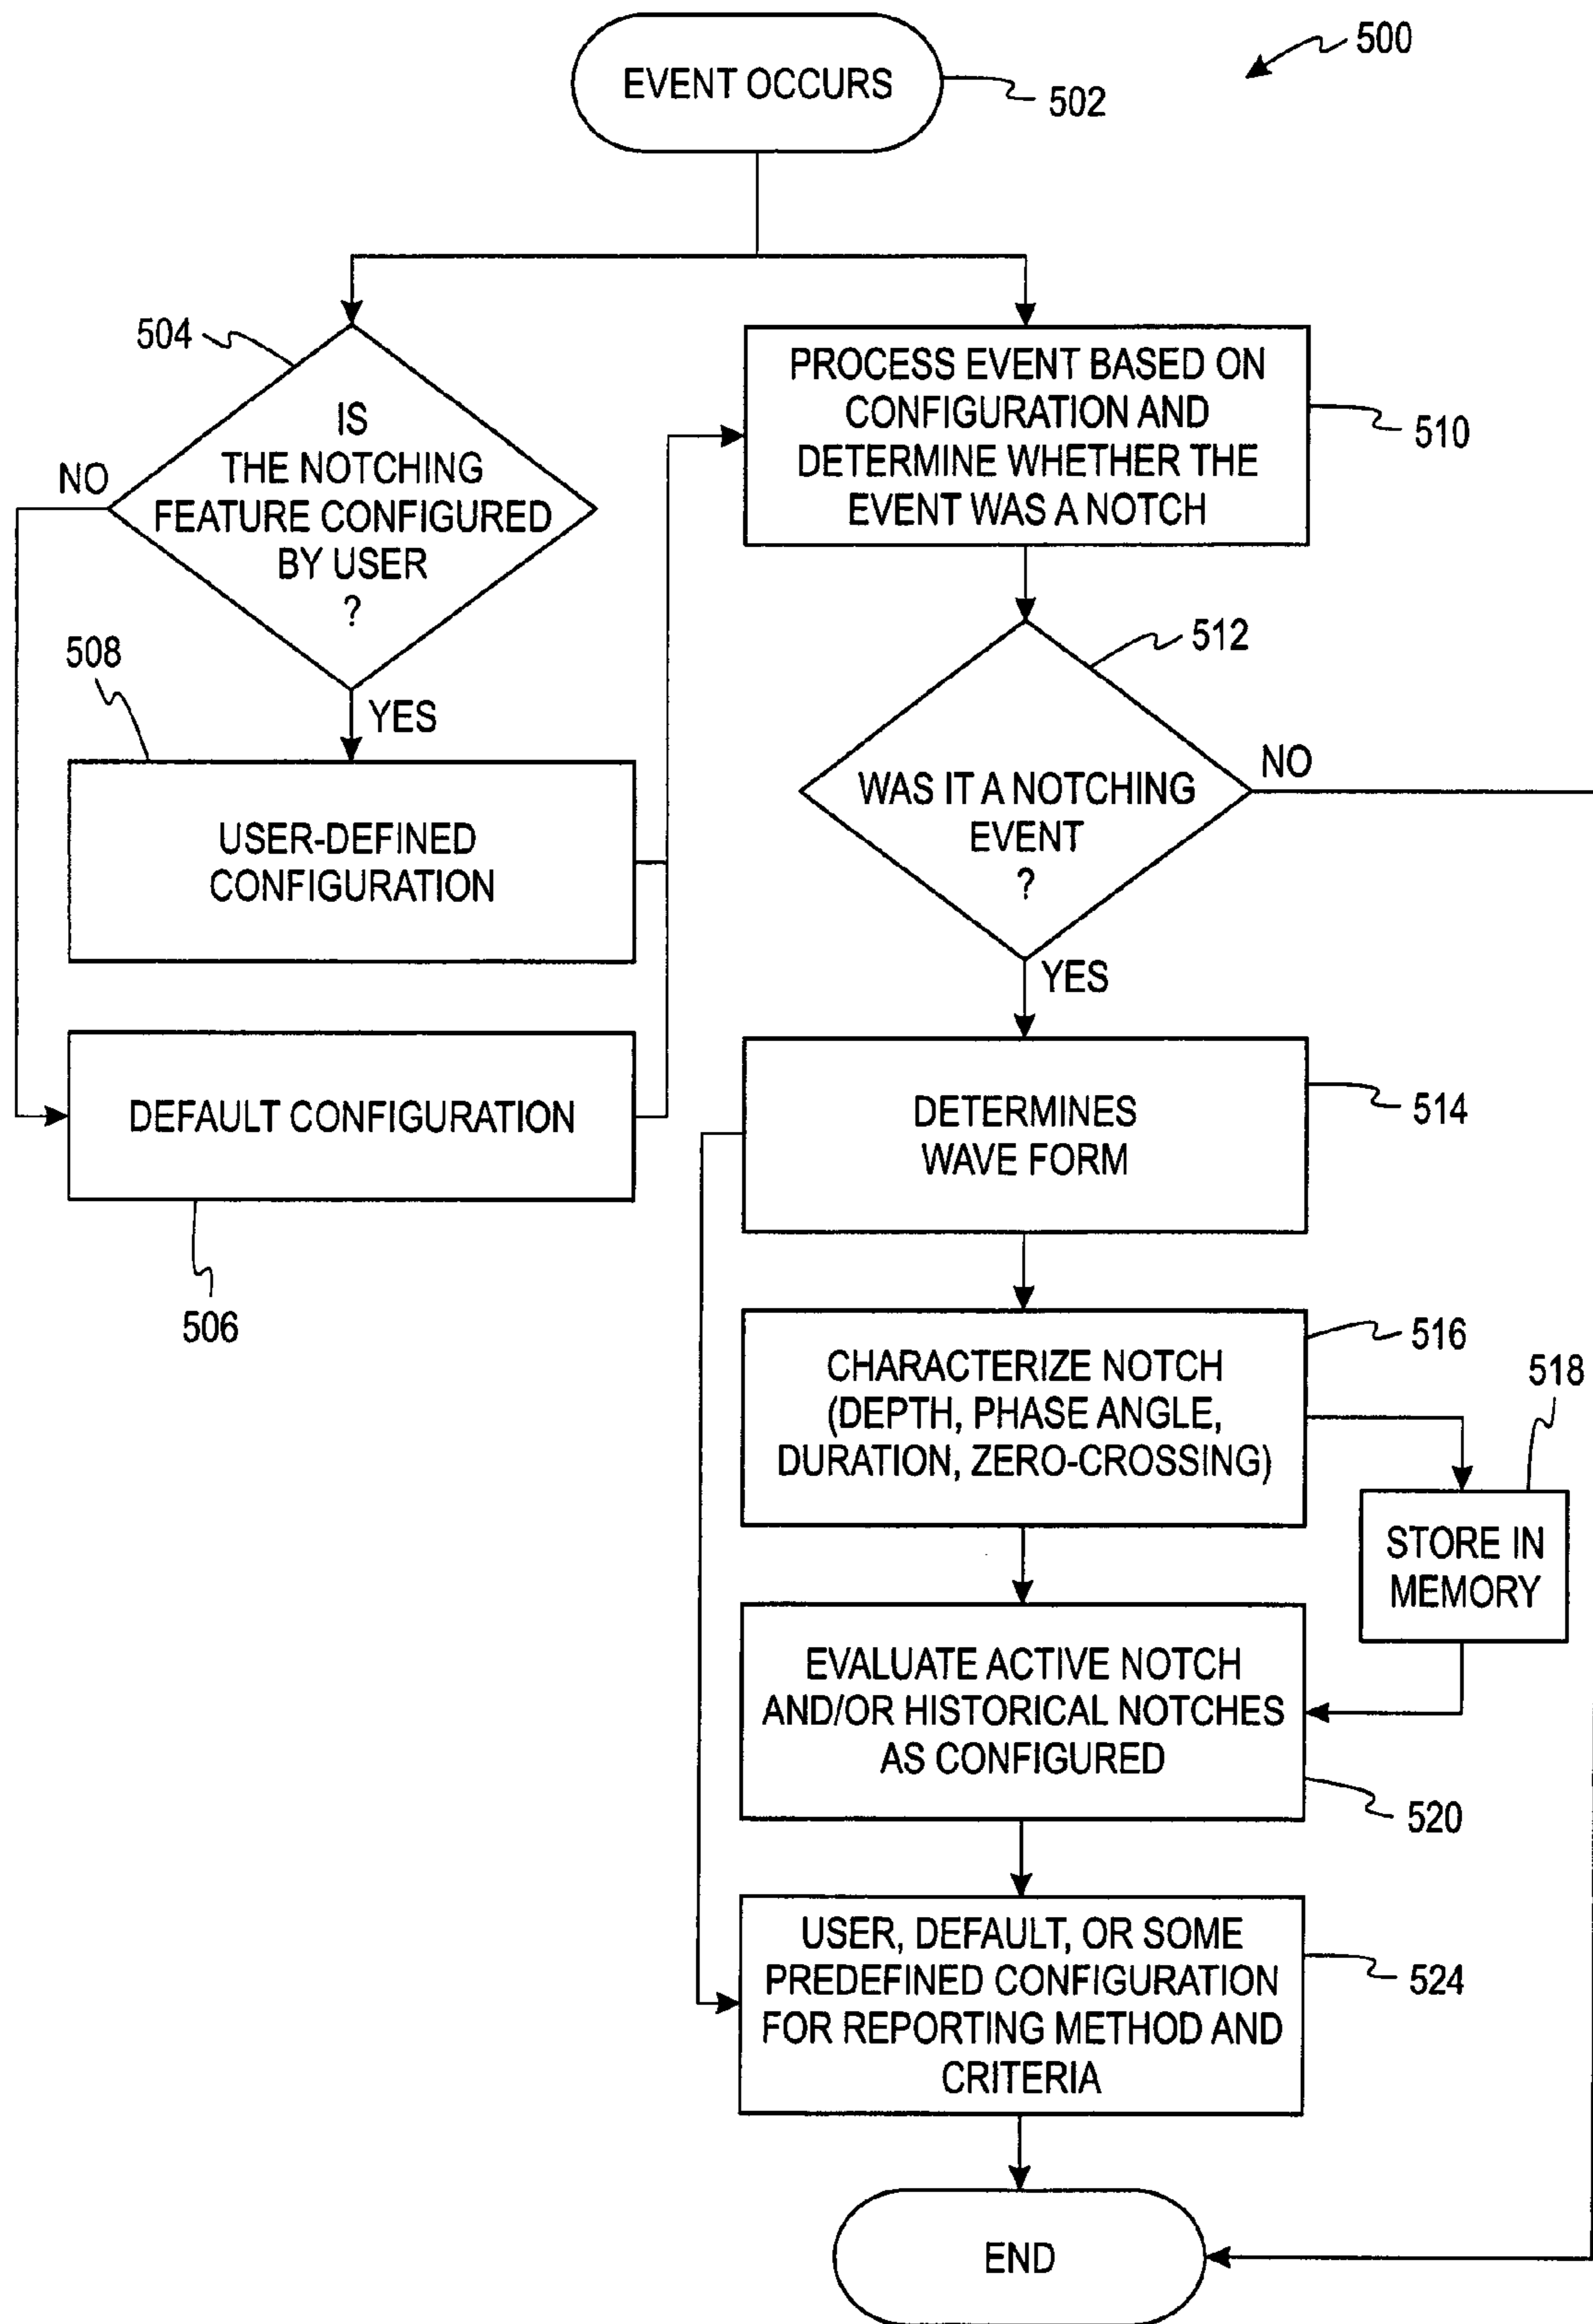 EVENT OCCURS
500
502
504
IS
THE NOTCHING
FEATURE CONFIGURED
BY USER
?
NO
YES
508
USER-DEFINED
CONFIGURATION
DEFAULT CONFIGURATION
506
PROCESS EVENT BASED ON
CONFIGURATION AND
DETERMINE WHETHER THE
EVENT WAS A NOTCH
510
512
WAS IT A NOTCHING
EVENT
?
NO
YES
DETERMINES
WAVE FORM
514
CHARACTERIZE NOTCH
(DEPTH, PHASE ANGLE,
DURATION, ZERO-CROSSING)
516
518
STORE IN
MEMORY
EVALUATE ACTIVE NOTCH
AND/OR HISTORICAL NOTCHES
AS CONFIGURED
520
USER, DEFAULT, OR SOME
PREDEFINED CONFIGURATION
FOR REPORTING METHOD AND
CRITERIA
524
END